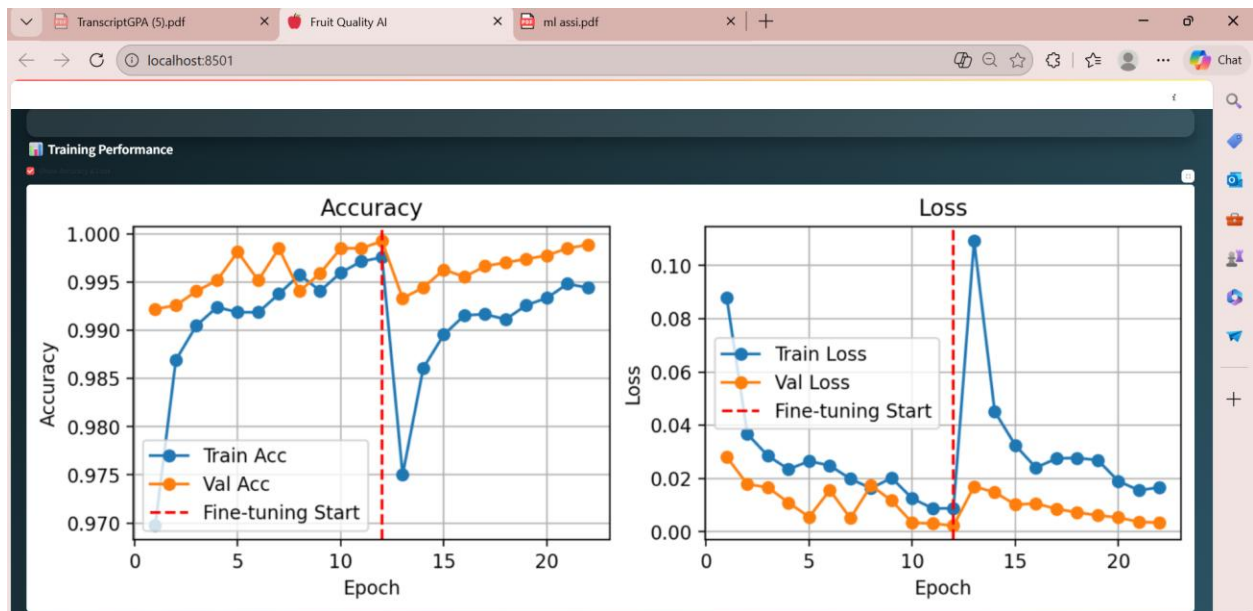 TranscriptGPA (5).pdf
Fruit Quality AI
ml assi.pdf
localhost:8501
Chat
Training Performance
Accuracy
1.000
0.995
0.990
0.985
0.980
0.975
0.970
Accuracy
Train Acc
Val Acc
Fine-tuning Start
0
5
10
15
20
Epoch
Loss
0.10
0.08
0.06
0.04
0.02
0.00
Loss
Train Loss
Val Loss
Fine-tuning Start
0
5
10
15
20
Epoch